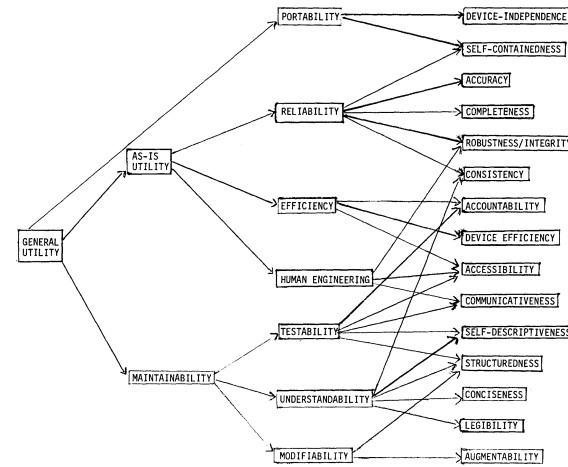 PORTABILITY
DEVICE-INDEPENDENCE
SELF-CONTAINEDNESS
ACCURACY
RELIABILITY
COMPLETENESS
ROBUSTNESS/INTEGRITY
AS-IS
UTILITY
CONSISTENCY
EFFICIENCY
ACCOUNTABILITY
GENERAL
UTILITY
DEVICE EFFICIENCY
HUMAN ENGINEERING
ACCESSIBILITY
COMMUNICATIVENESS
TESTABILITY
SELF-DESCRIPTIVENESS
STRUCTUREDNESS
MAINTAINABILITY
UNDERSTANDABILITY
CONCISENESS
LEGIBILITY
MODIFIABILITY
AUGMENTABILITY